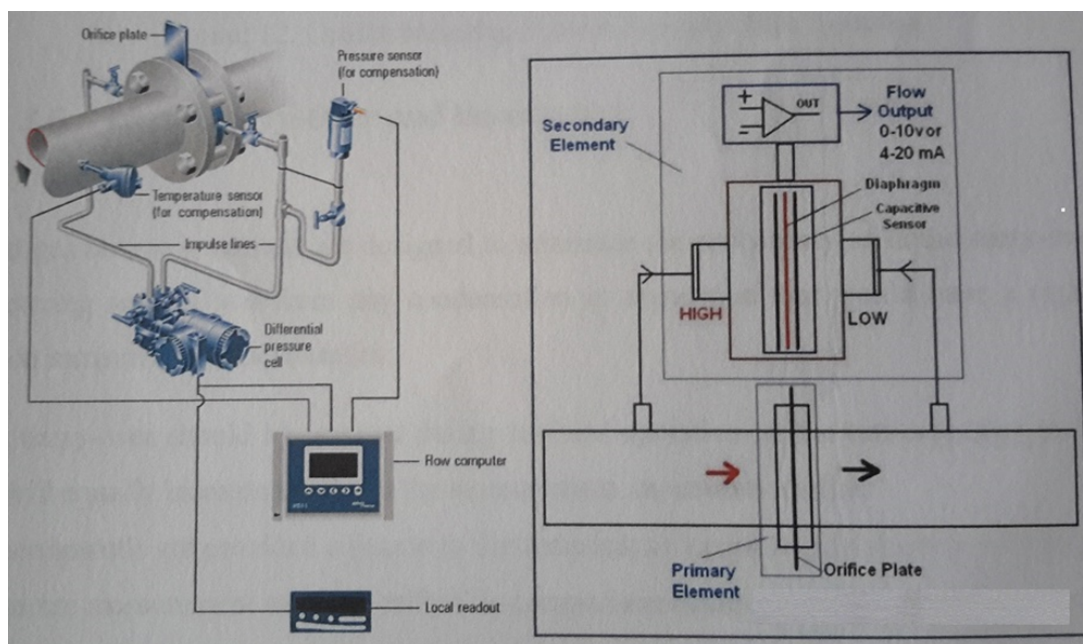 Orifice plate
Pressure sensor
(for compensation)
Temperature sensor
(for compensation)
Impulse lines
Differential
pressure
cell
Flow computer
Local readout
Secondary
Element
+
OUT
Flow
Output
0-10v or
4-20 mA
Diaphragm
Capacitive
Sensor
HIGH
LOW
Primary
Element
Orifice Plate